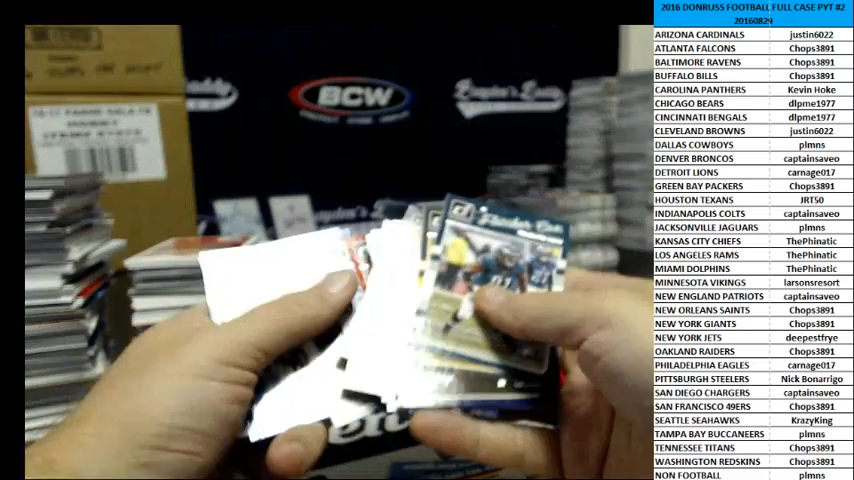 2016 DONRUSS FOOTBALL FULL CASE PYT #2
20160829
ARIZONA CARDINALS justin6022
ATLANTA FALCONS Chops3891
BALTIMORE RAVENS Chops3891
BUFFALO BILLS Chops3891
CAROLINA PANTHERS Kevin Hoke
CHICAGO BEARS dlpme1977
CINCINNATI BENGALS dlpme1977
CLEVELAND BROWNS justin6022
DALLAS COWBOYS plmns
DENVER BRONCOS captainsaveo
DETROIT LIONS carnage017
GREEN BAY PACKERS Chops3891
HOUSTON TEXANS JRT50
INDIANAPOLIS COLTS captainsaveo
JACKSONVILLE JAGUARS plmns
KANSAS CITY CHIEFS ThePhinatic
LOS ANGELES RAMS ThePhinatic
MIAMI DOLPHINS ThePhinatic
MINNESOTA VIKINGS larsonsresort
NEW ENGLAND PATRIOTS captainsaveo
NEW ORLEANS SAINTS Chops3891
NEW YORK GIANTS Chops3891
NEW YORK JETS deepestfrye
OAKLAND RAIDERS Chops3891
PHILADELPHIA EAGLES carnage017
PITTSBURGH STEELERS Nick Bonarrigo
SAN DIEGO CHARGERS captainsaveo
SAN FRANCISCO 49ERS Chops3891
SEATTLE SEAHAWKS KrazyKing
TAMPA BAY BUCCANEERS plmns
TENNESSEE TITANS Chops3891
WASHINGTON REDSKINS Chops3891
NON FOOTBALL plmns
BCW